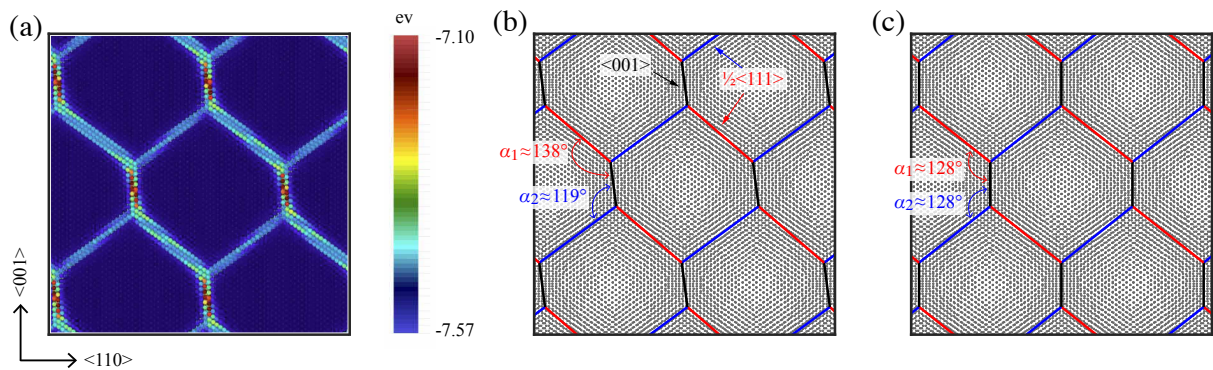 (a)
ev
-7.10
-7.57
<001>
<110>
(b)
<001>
½<111>
α1≈138°
α2≈119°
(c)
α1≈128°
α2≈128°